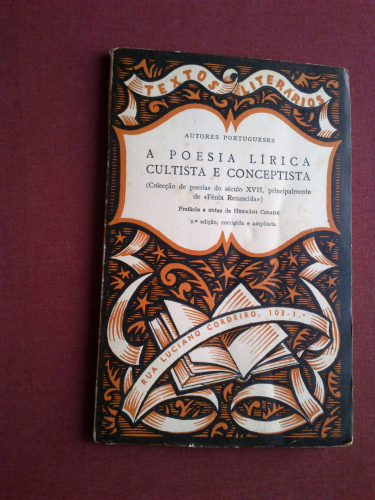 TEXTOS LITERÁRIOS
AUTORES PORTUGUESES
A POESIA LÍRICA
CULTISTA E CONCEPTISTA
(Colecção de poesias do século XVII, principalmente
de «Fénix Renascida»)
Prefácio e notas de HERNÂNI CIDADE
2.ª edição, corrigida e ampliada
RUA LUCIANO CORDEIRO, 103-1.º